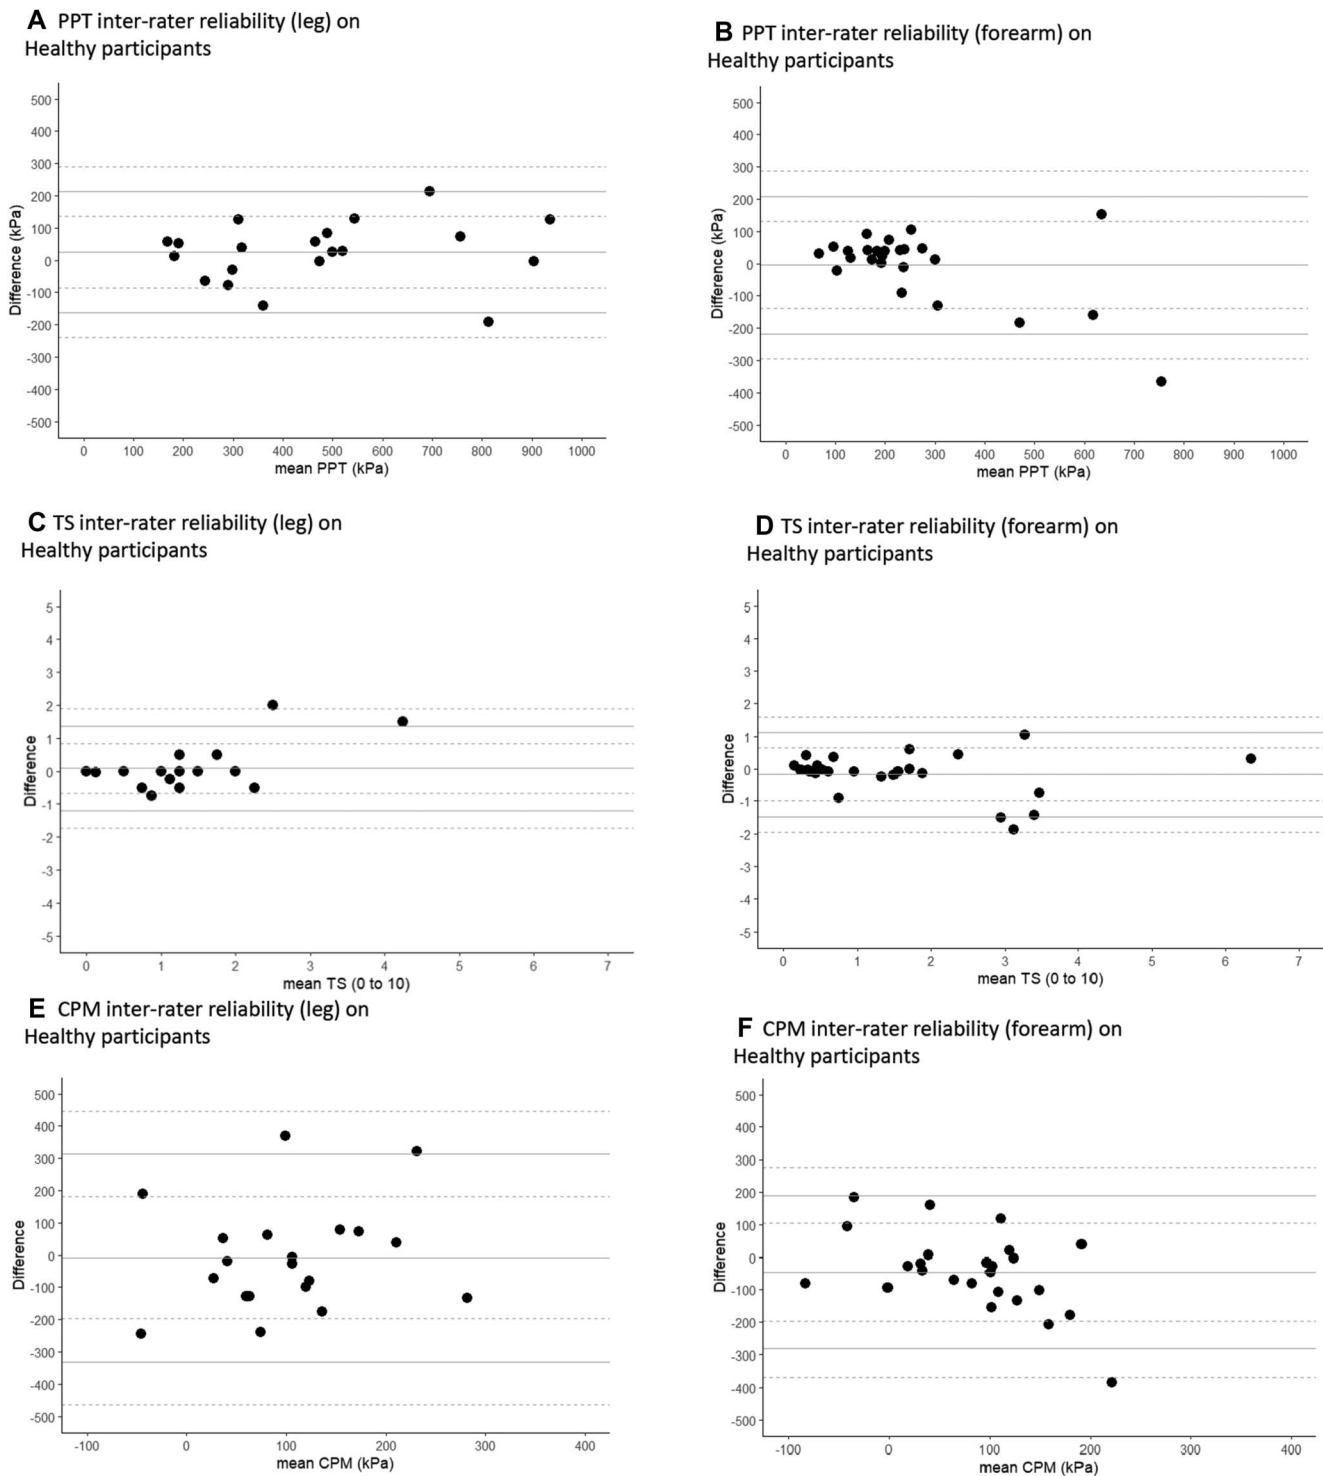 A PPT inter-rater reliability (leg) on
Healthy participants
500
400
300
200
100
0
-100
-200
-300
-400
-500
Difference (kPa)
0 100 200 300 400 500 600 700 800 900 1000
mean PPT (kPa)
B PPT inter-rater reliability (forearm) on
Healthy participants
500
400
300
200
100
0
-100
-200
-300
-400
-500
Difference (kPa)
0 100 200 300 400 500 600 700 800 900 1000
mean PPT (kPa)
C TS inter-rater reliability (leg) on
Healthy participants
5
4
3
2
1
0
-1
-2
-3
-4
-5
Difference
0 1 2 3 4 5 6 7
mean TS (0 to 10)
D TS inter-rater reliability (forearm) on
Healthy participants
5
4
3
2
1
0
-1
-2
-3
-4
-5
Difference
0 1 2 3 4 5 6 7
mean TS (0 to 10)
E CPM inter-rater reliability (leg) on
Healthy participants
500
400
300
200
100
0
-100
-200
-300
-400
-500
Difference
-100 0 100 200 300 400
mean CPM (kPa)
F CPM inter-rater reliability (forearm) on
Healthy participants
500
400
300
200
100
0
-100
-200
-300
-400
-500
Difference
-100 0 100 200 300 400
mean CPM (kPa)